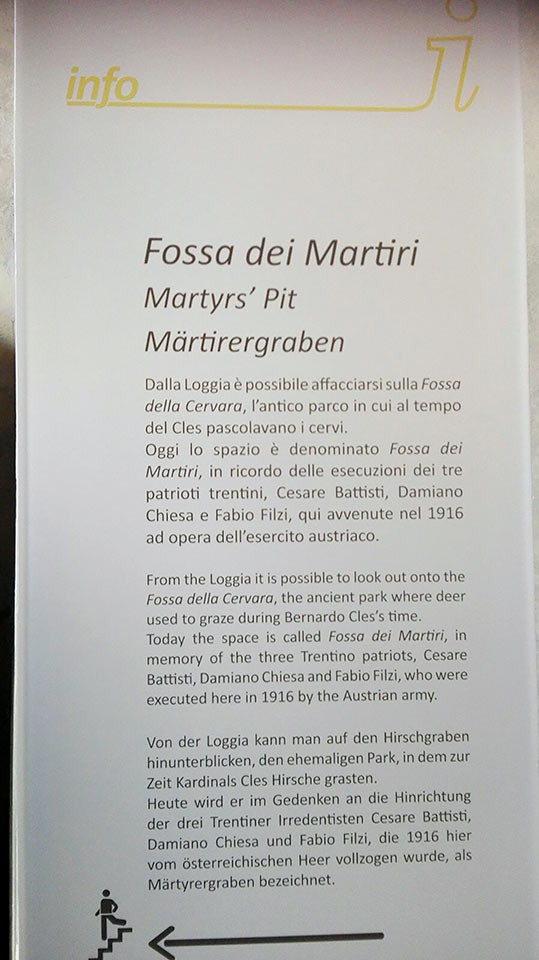 info
i
Fossa dei Martiri
Martyrs' Pit
Märtirergraben
Dalla Loggia è possibile affacciarsi sulla Fossa
della Cervara, l'antico parco in cui al tempo
del Cles pascolavano i cervi.
Oggi lo spazio è denominato Fossa dei
Martiri, in ricordo delle esecuzioni dei tre
patrioti trentini, Cesare Battisti, Damiano
Chiesa e Fabio Filzi, qui avvenute nel 1916
ad opera dell'esercito austriaco.
From the Loggia it is possible to look out onto the
Fossa della Cervara, the ancient park where deer
used to graze during Bernardo Cles's time.
Today the space is called Fossa dei Martiri, in
memory of the three Trentino patriots, Cesare
Battisti, Damiano Chiesa and Fabio Filzi, who were
executed here in 1916 by the Austrian army.
Von der Loggia kann man auf den Hirschgraben
hinunterblicken, den ehemaligen Park, in dem zur
Zeit Kardinals Cles Hirsche grasten.
Heute wird er im Gedenken an die Hinrichtung
der drei Trentiner Irredentisten Cesare Battisti,
Damiano Chiesa und Fabio Filzi, die 1916 hier
vom österreichischen Heer vollzogen wurde, als
Märtyrergraben bezeichnet.